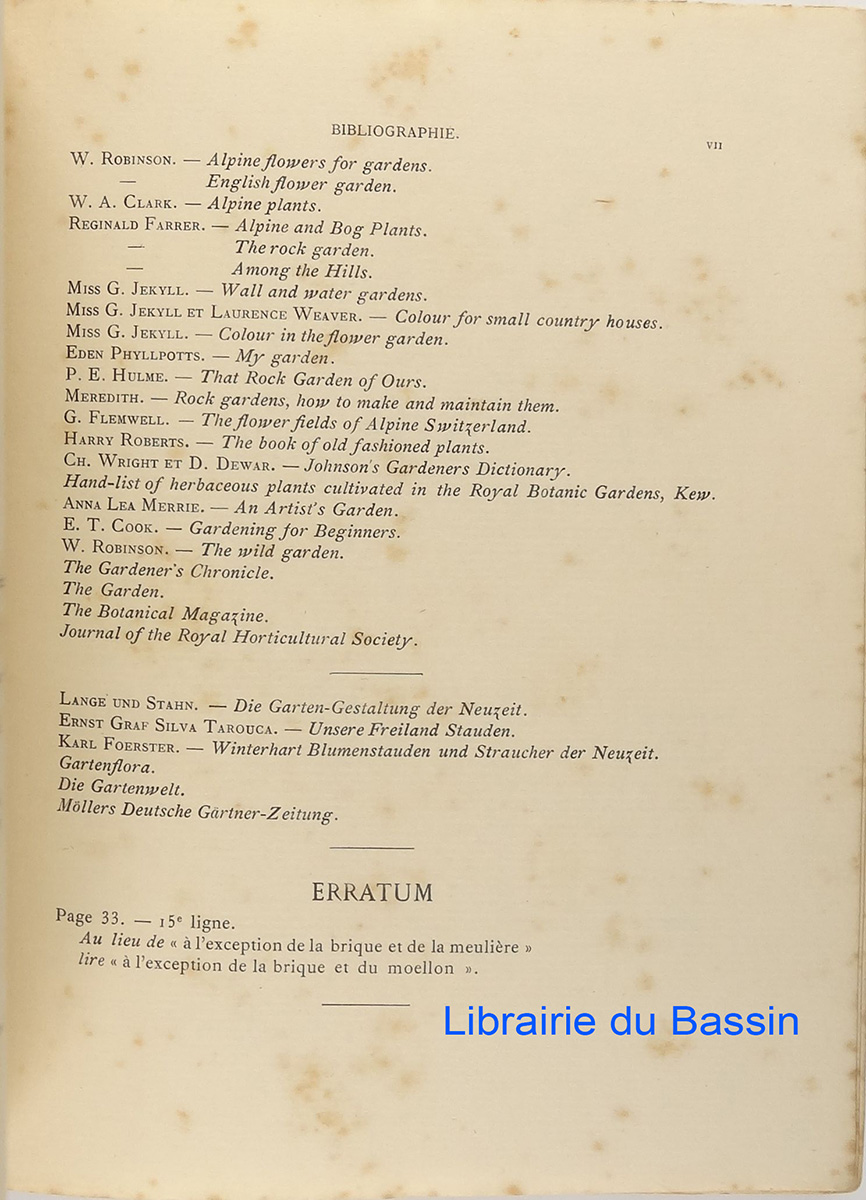 BIBLIOGRAPHIE.
VII
W. ROBINSON. — Alpine flowers for gardens.
— English flower garden.
W. A. CLARK. — Alpine plants.
REGINALD FARRER. — Alpine and Bog Plants.
— The rock garden.
— Among the Hills.
MISS G. JEKYLL. — Wall and water gardens.
MISS G. JEKYLL ET LAURENCE WEAVER. — Colour for small country houses.
MISS G. JEKYLL. — Colour in the flower garden.
EDEN PHYLLPOTTS. — My garden.
P. E. HULME. — That Rock Garden of Ours.
MEREDITH. — Rock gardens, how to make and maintain them.
G. FLEMWELL. — The flower fields of Alpine Switzerland.
HARRY ROBERTS. — The book of old fashioned plants.
CH. WRIGHT ET D. DEWAR. — Johnson's Gardeners Dictionary.
Hand-list of herbaceous plants cultivated in the Royal Botanic Gardens, Kew.
ANNA LEA MERRIE. — An Artist's Garden.
E. T. COOK. — Gardening for Beginners.
W. ROBINSON. — The wild garden.
The Gardener's Chronicle.
The Garden.
The Botanical Magazine.
Journal of the Royal Horticultural Society.
LANGE UND STAHN. — Die Garten-Gestaltung der Neuzeit.
ERNST GRAF SILVA TAROUCA. — Unsere Freiland Stauden.
KARL FOERSTER. — Winterhart Blumenstauden und Straucher der Neuzeit.
Gartenflora.
Die Gartenwelt.
Möllers Deutsche Gärtner-Zeitung.
ERRATUM
Page 33. — 15e ligne.
Au lieu de « à l'exception de la brique et de la meulière »
lire « à l'exception de la brique et du moellon ».
Librairie du Bassin